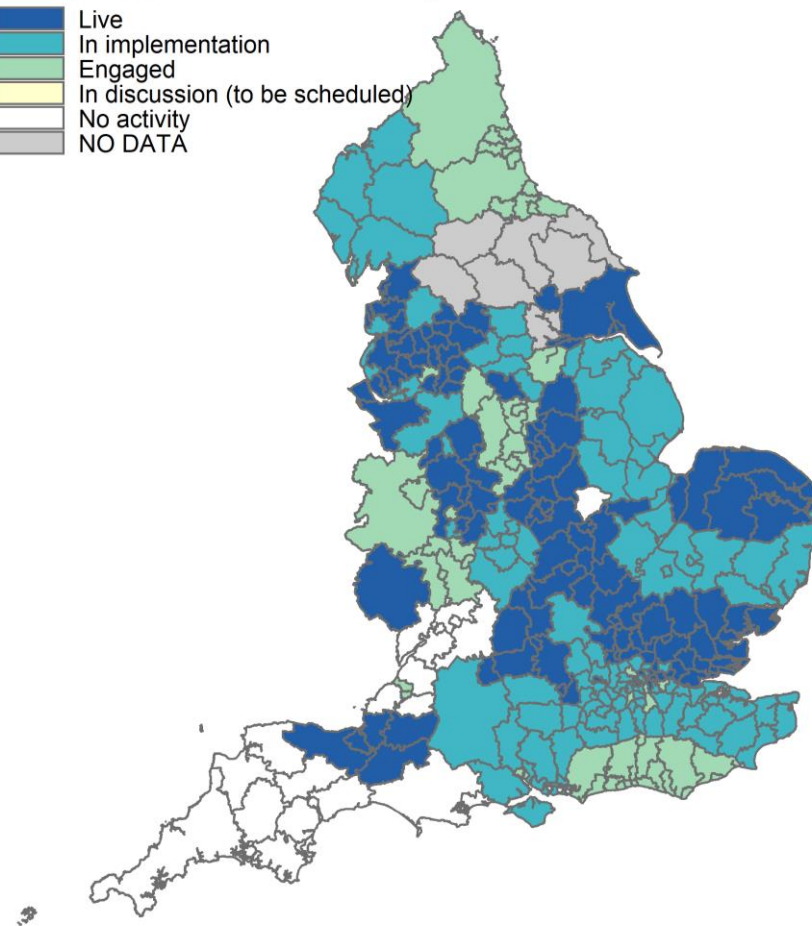 Live
In implementation
Engaged
In discussion (to be scheduled)
No activity
NO DATA